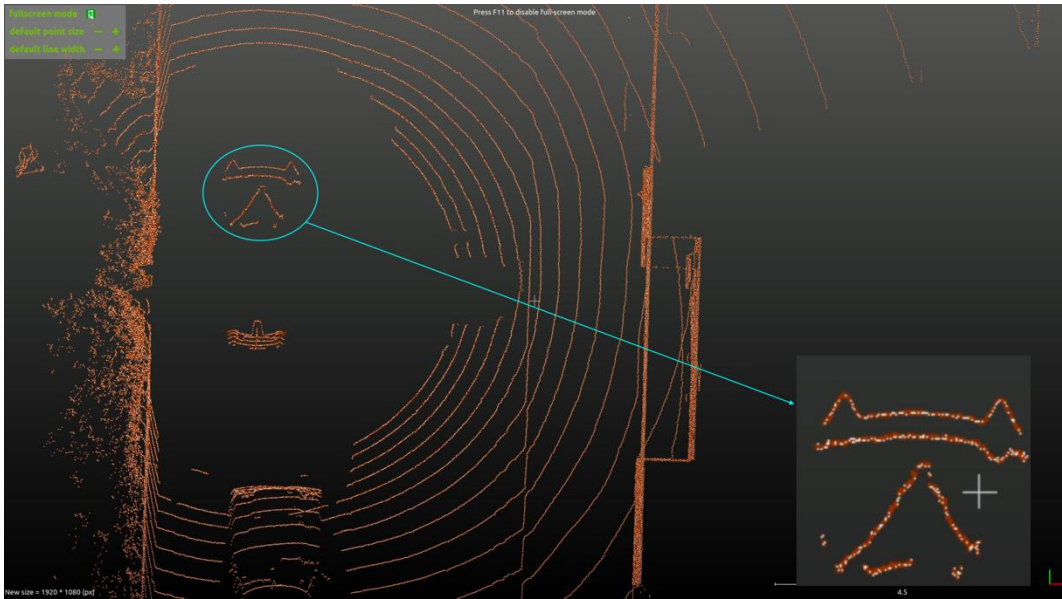 Press F11 to disable full-screen mode
fullscreen mode
default point size - +
default line width - +
New size = 1920 * 1080 (px)
4.5